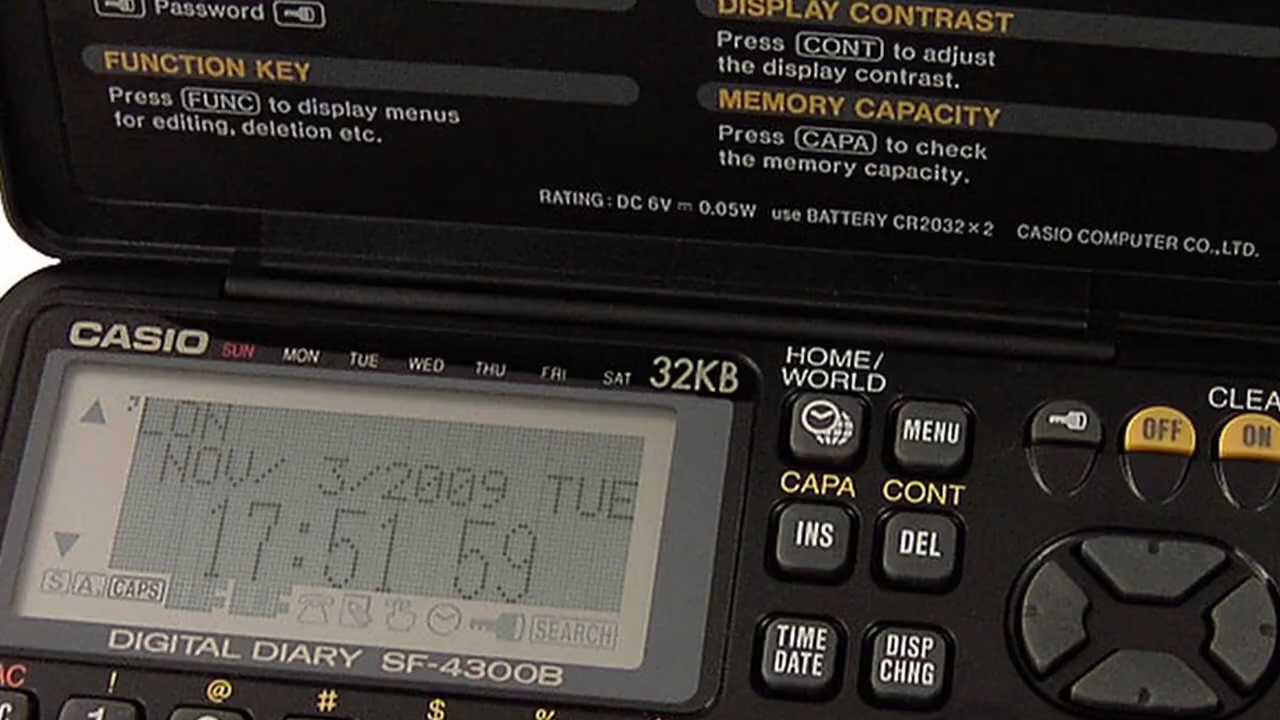 Password
FUNCTION KEY
Press FUNC to display menus
for editing, deletion etc.
DISPLAY CONTRAST
Press CONT to adjust
the display contrast.
MEMORY CAPACITY
Press CAPA to check
the memory capacity.
RATING: DC 6V ⎓ 0.05W use BATTERY CR2032×2 CASIO COMPUTER CO.,LTD.
CASIO SUN MON TUE WED THU FRI SAT 32KB
LON
NOV/ 3/2009 TUE
17:51 59
S A. CAPS SEARCH
DIGITAL DIARY SF-4300B
HOME/
WORLD
MENU
OFF
ON
CAPA CONT
INS DEL
TIME
DATE
DISP
CHNG
! @ # $ %